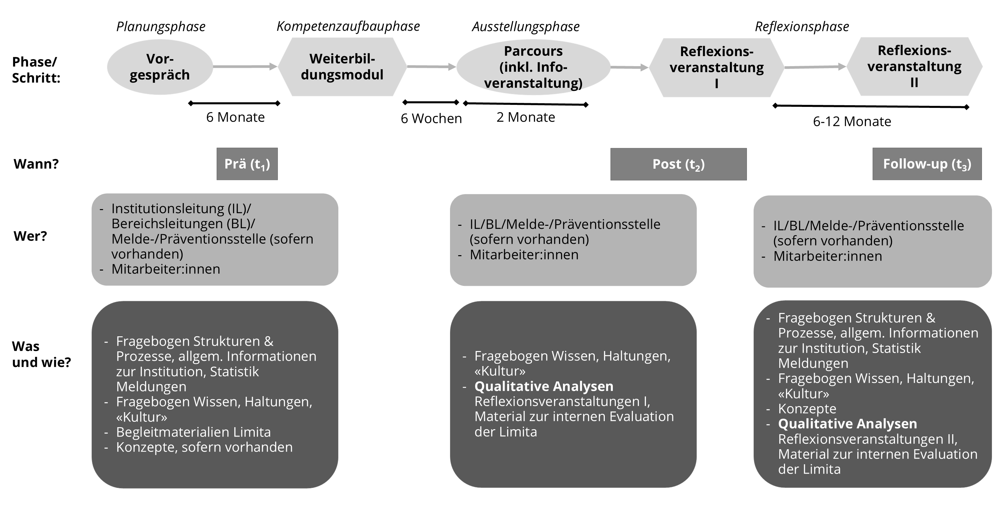 Planungsphase
Kompetenzaufbauphase
Ausstellungsphase
Reflexionsphase
Phase/
Schritt:
Vor-
gespräch
Weiterbil-
dungsmodul
Parcours
(inkl. Info-
veranstaltung)
Reflexions-
veranstaltung
I
Reflexions-
veranstaltung
II
6 Monate
6 Wochen
2 Monate
6-12 Monate
Wann?
Prä (t1)
Post (t2)
Follow-up (t3)
Wer?
- Institutionsleitung (IL)/
Bereichsleitungen (BL)/
Melde-/Präventionsstelle (sofern
vorhanden)
- Mitarbeiter:innen
- IL/BL/Melde-/Präventionsstelle
(sofern vorhanden)
- Mitarbeiter:innen
- IL/BL/Melde-/Präventionsstelle
(sofern vorhanden)
- Mitarbeiter:innen
Was
und wie?
- Fragebogen Strukturen &
Prozesse, allgem. Informationen
zur Institution, Statistik
Meldungen
- Fragebogen Wissen, Haltungen,
«Kultur»
- Begleitmaterialien Limita
- Konzepte, sofern vorhanden
- Fragebogen Wissen, Haltungen,
«Kultur»
- Qualitative Analysen
Reflexionsveranstaltungen I,
Material zur internen Evaluation
der Limita
- Fragebogen Strukturen &
Prozesse, allgem. Informationen
zur Institution, Statistik
Meldungen
- Fragebogen Wissen, Haltungen,
«Kultur»
- Konzepte
- Qualitative Analysen
Reflexionsveranstaltungen II,
Material zur internen Evaluation
der Limita